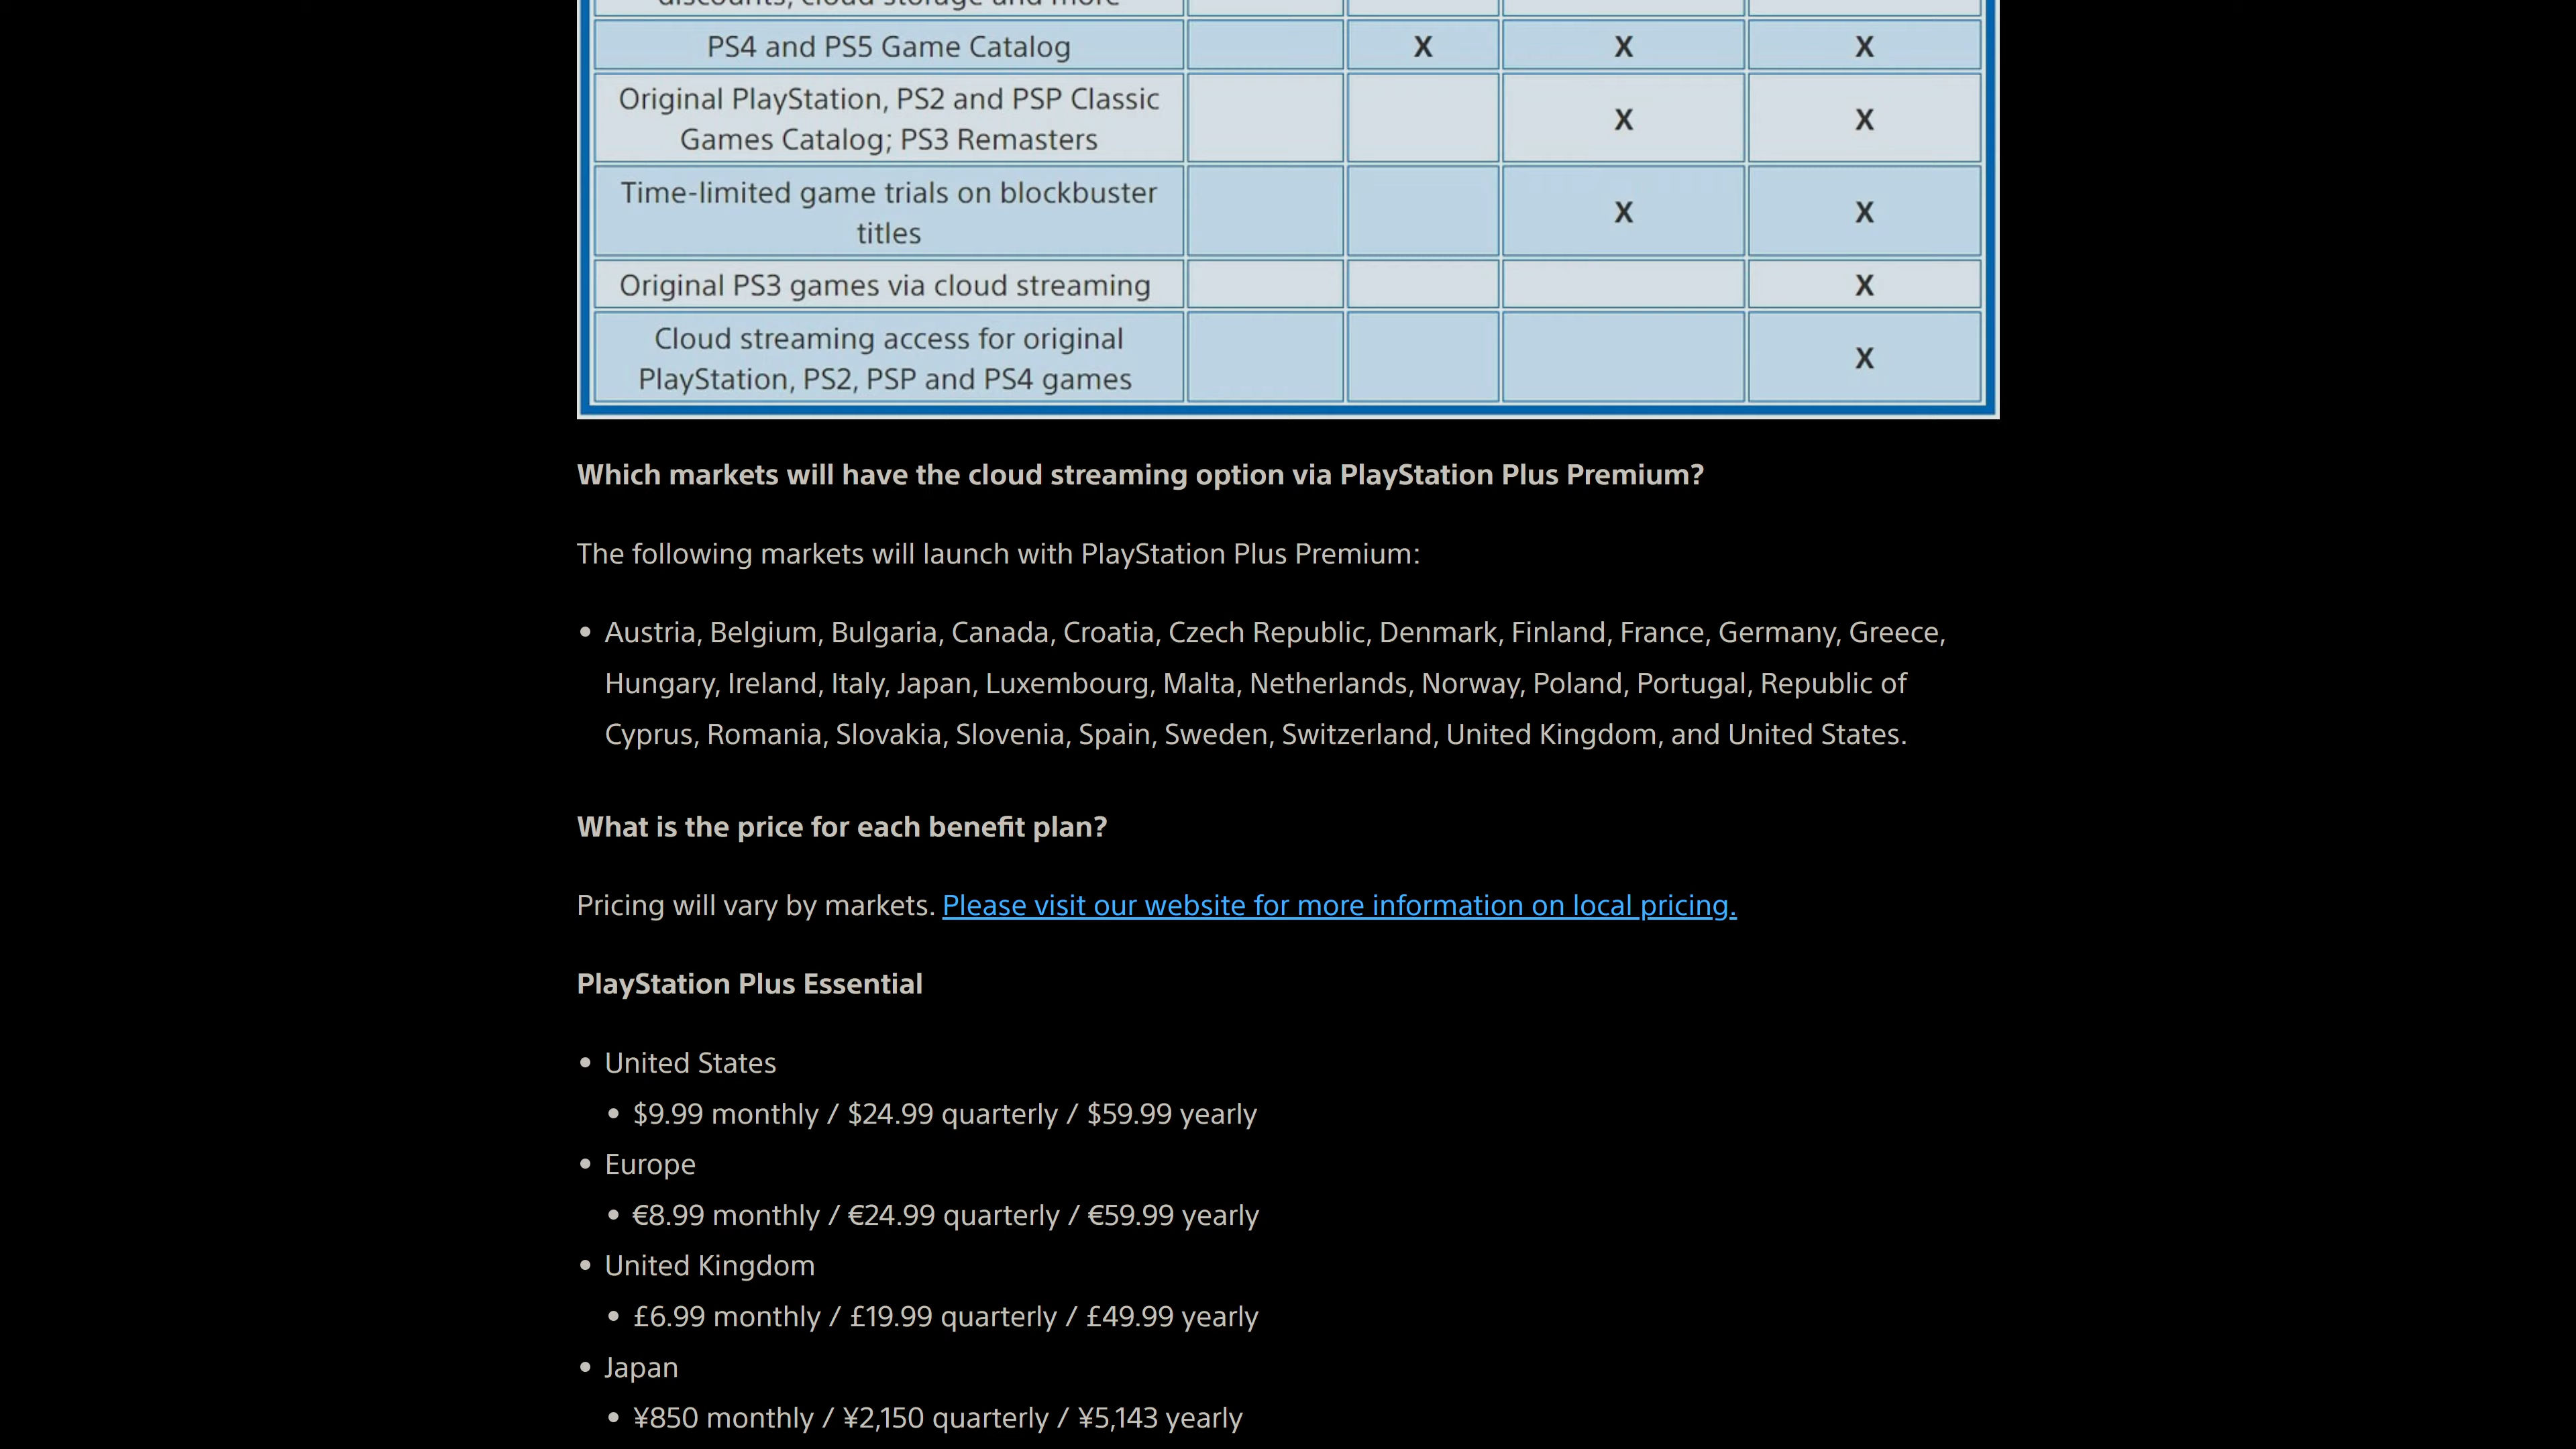 discounts, cloud storage and more
PS4 and PS5 Game Catalog X X X
Original PlayStation, PS2 and PSP Classic
Games Catalog; PS3 Remasters X X
Time-limited game trials on blockbuster
titles X X
Original PS3 games via cloud streaming X
Cloud streaming access for original
PlayStation, PS2, PSP and PS4 games X
Which markets will have the cloud streaming option via PlayStation Plus Premium?
The following markets will launch with PlayStation Plus Premium:
• Austria, Belgium, Bulgaria, Canada, Croatia, Czech Republic, Denmark, Finland, France, Germany, Greece,
Hungary, Ireland, Italy, Japan, Luxembourg, Malta, Netherlands, Norway, Poland, Portugal, Republic of
Cyprus, Romania, Slovakia, Slovenia, Spain, Sweden, Switzerland, United Kingdom, and United States.
What is the price for each benefit plan?
Pricing will vary by markets. Please visit our website for more information on local pricing.
PlayStation Plus Essential
• United States
• $9.99 monthly / $24.99 quarterly / $59.99 yearly
• Europe
• €8.99 monthly / €24.99 quarterly / €59.99 yearly
• United Kingdom
• £6.99 monthly / £19.99 quarterly / £49.99 yearly
• Japan
• ¥850 monthly / ¥2,150 quarterly / ¥5,143 yearly